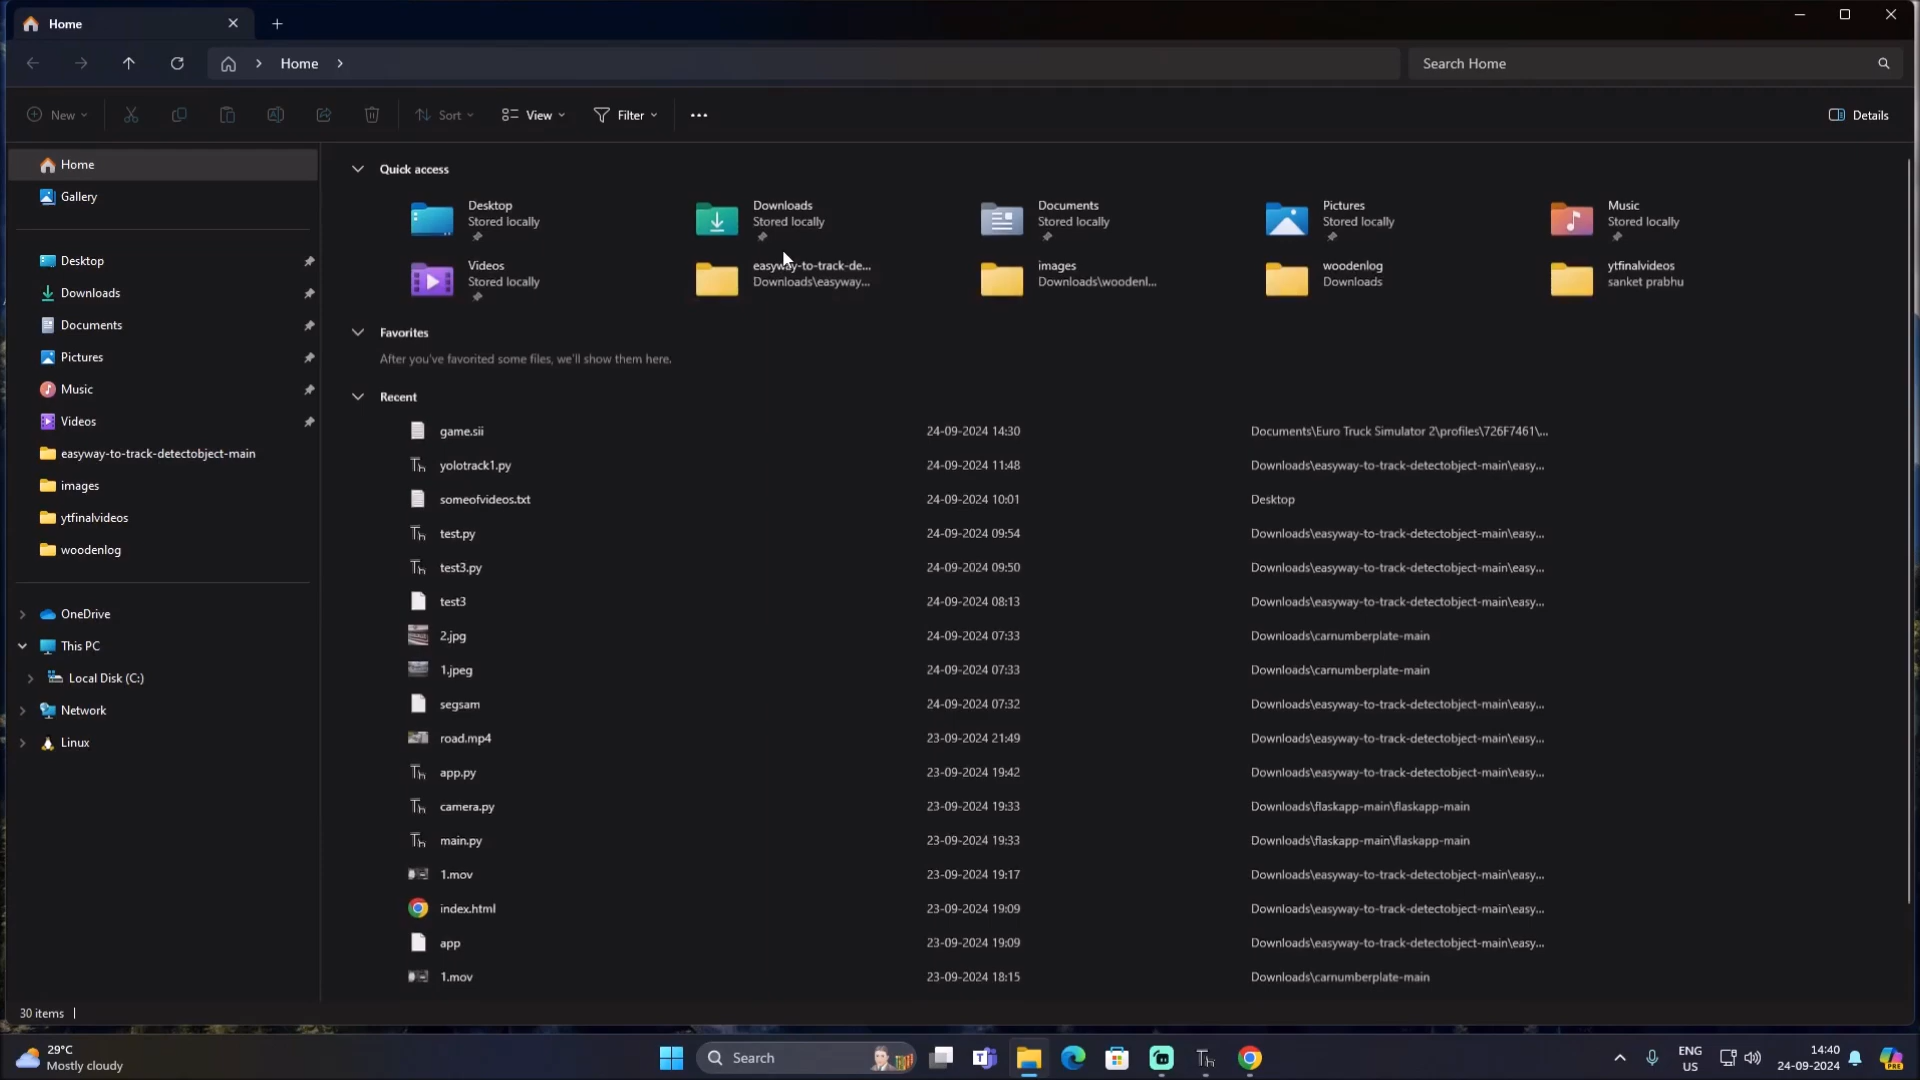 Home
Home
Search Home
New
Sort
View
Filter
Details
Home
Gallery
Desktop
Downloads
Documents
Pictures
Music
Videos
easyway-to-track-detectobject-main
images
ytfinalvideos
woodenlog
OneDrive
This PC
Local Disk (C:)
Network
Linux
Quick access
Desktop
Stored locally
Downloads
Stored locally
Documents
Stored locally
Pictures
Stored locally
Music
Stored locally
Videos
Stored locally
easyway-to-track-de...
Downloads\easyway...
images
Downloads\woodenl...
woodenlog
Downloads
ytfinalvideos
sanket prabhu
Favorites
After you've favorited some files, we'll show them here.
Recent
game.sii 24-09-2024 14:30 Documents\Euro Truck Simulator 2\profiles\726F7461\...
yolotrack1.py 24-09-2024 11:48 Downloads\easyway-to-track-detectobject-main\easy...
someofvideos.txt 24-09-2024 10:01 Desktop
test.py 24-09-2024 09:54 Downloads\easyway-to-track-detectobject-main\easy...
test3.py 24-09-2024 09:50 Downloads\easyway-to-track-detectobject-main\easy...
test3 24-09-2024 08:13 Downloads\easyway-to-track-detectobject-main\easy...
2.jpg 24-09-2024 07:33 Downloads\carnumberplate-main
1.jpeg 24-09-2024 07:33 Downloads\carnumberplate-main
segsam 24-09-2024 07:32 Downloads\easyway-to-track-detectobject-main\easy...
road.mp4 23-09-2024 21:49 Downloads\easyway-to-track-detectobject-main\easy...
app.py 23-09-2024 19:42 Downloads\easyway-to-track-detectobject-main\easy...
camera.py 23-09-2024 19:33 Downloads\flaskapp-main\flaskapp-main
main.py 23-09-2024 19:33 Downloads\flaskapp-main\flaskapp-main
1.mov 23-09-2024 19:17 Downloads\easyway-to-track-detectobject-main\easy...
index.html 23-09-2024 19:09 Downloads\easyway-to-track-detectobject-main\easy...
app 23-09-2024 19:09 Downloads\easyway-to-track-detectobject-main\easy...
1.mov 23-09-2024 18:15 Downloads\carnumberplate-main
30 items
29°C
Mostly cloudy
Search
ENG
US
14:40
24-09-2024
PRE